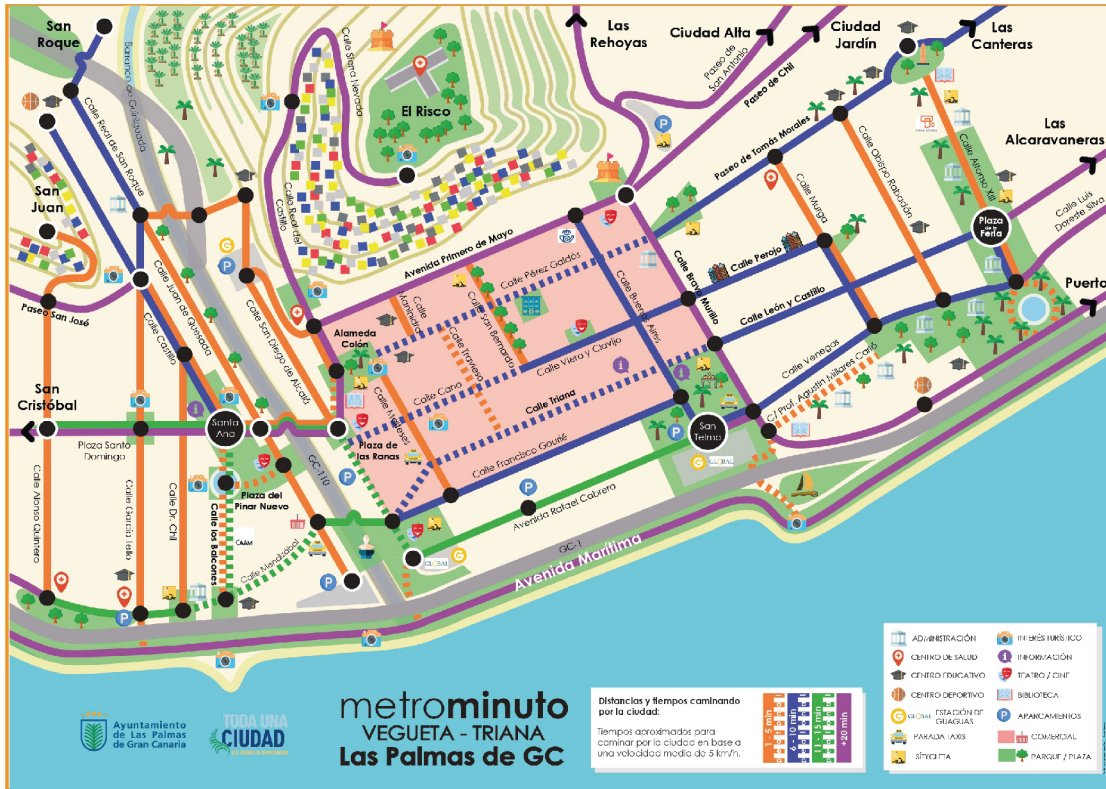 San
Roque
Barranco de Guiniguada
Calle Real de San Roque
San
Juan
Paseo San José
San
Cristóbal
Plaza Santo
Domingo
Calle Alonso Quintero
Calle García Tello
Calle Dr. Chil
Calle los Balcones
Calle Castillo
Calle Juan de Quesada
Calle San Diego de Alcalá
Santa
Ana
Plaza del
Pilar Nuevo
CAAM
Calle Mendizábal
GC-110
Calle Real del
Castillo
Calle Sierra Nevada
El Risco
Las
Rehoyas
Ciudad Alta
Paseo de
San Antonio
Paseo de Chil
Ciudad
Jardín
Las
Canteras
Paseo de Tomás Morales
Calle Murga
Calle Obispo Rabadán
Calle Alfonso XIII
Las
Alcaravaneras
Calle Luis
Doreste Silva
Plaza
de la
Feria
Puerto
Avenida Primero de Mayo
Alameda
Colón
Calle
Maninidra
Calle Pérez Galdós
Calle San Bernardo
Calle Travieso
Calle Buenos Aires
Calle Bravo Murillo
Calle Perojo
Calle León y Castillo
Calle Viera y Clavijo
Calle Cano
Calle Triana
Calle Malteses
Plaza de
las Ranas
Calle Francisco Gourié
San
Telmo
GLOBAL
Calle Venegas
C/ Prof. Agustín Millares Carló
Avenida Rafael Cabrera
GLOBAL
GC-1
Avenida Marítima
Ayuntamiento
de Las Palmas
de Gran Canaria
TODA UNA
CIUDAD
metrominuto
VEGUETA - TRIANA
Las Palmas de GC
Distancias y tiempos caminando
por la ciudad:
Tiempos aproximados para
caminar por la ciudad en base a
una velocidad media de 5 km/h.
1 - 5 min
6 - 10 min
11 - 15 min
+20 min
ADMINISTRACIÓN
CENTRO DE SALUD
CENTRO EDUCATIVO
CENTRO DEPORTIVO
GLOBAL ESTACIÓN DE
GUAGUAS
PARADA TAXIS
SÍTYCLETA
INTERÉS TURÍSTICO
INFORMACIÓN
TEATRO / CINE
BIBLIOTECA
APARCAMIENTOS
COMERCIAL
PARQUE / PLAZA